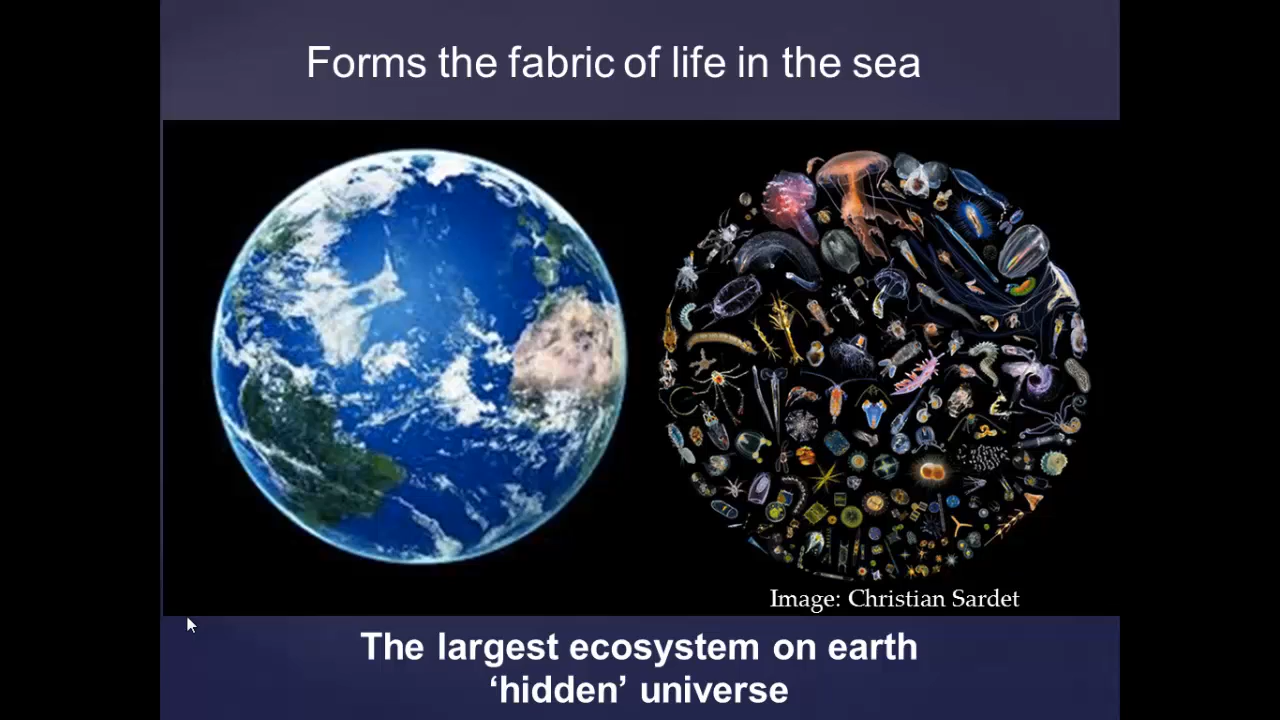 Forms the fabric of life in the sea
Image: Christian Sardet
The largest ecosystem on earth
‘hidden’ universe